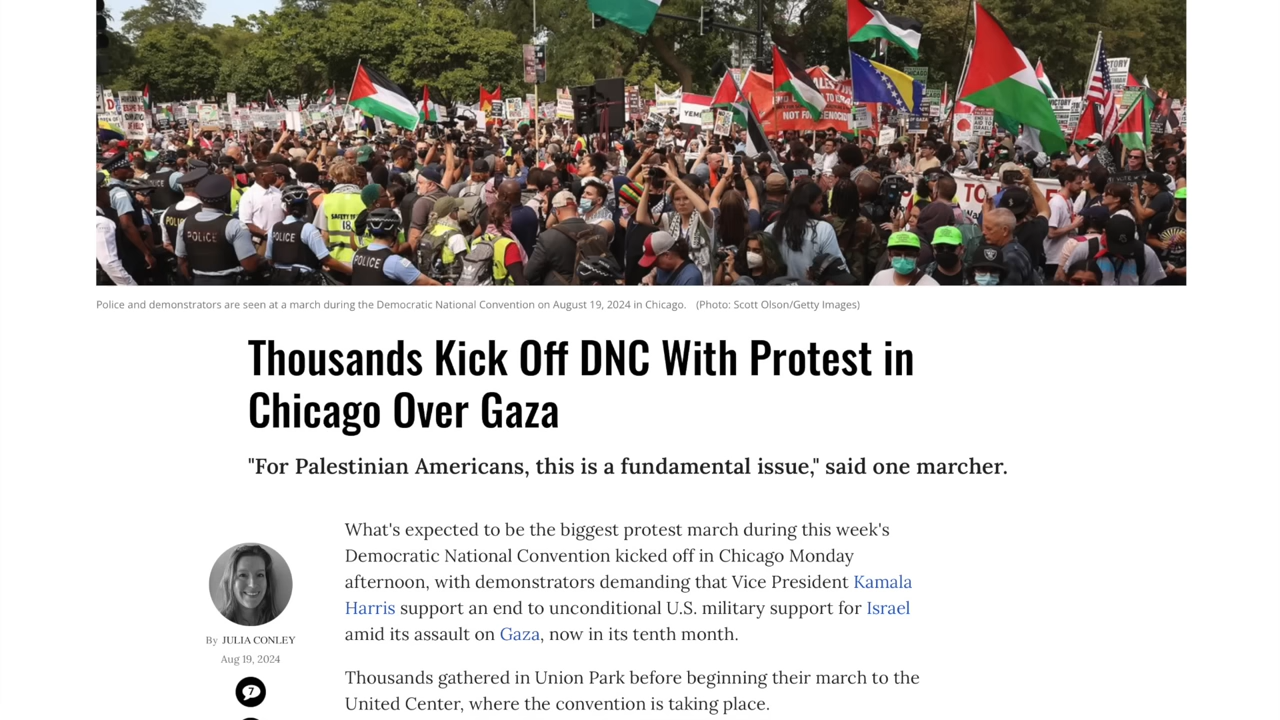 POLICE
POLICE
POLICE
POLICE
YEME
TO
Police and demonstrators are seen at a march during the Democratic National Convention on August 19, 2024 in Chicago. (Photo: Scott Olson/Getty Images)
Thousands Kick Off DNC With Protest in
Chicago Over Gaza
"For Palestinian Americans, this is a fundamental issue," said one marcher.
What's expected to be the biggest protest march during this week's
Democratic National Convention kicked off in Chicago Monday
afternoon, with demonstrators demanding that Vice President Kamala
Harris support an end to unconditional U.S. military support for Israel
amid its assault on Gaza, now in its tenth month.
Thousands gathered in Union Park before beginning their march to the
United Center, where the convention is taking place.
By JULIA CONLEY
Aug 19, 2024
7